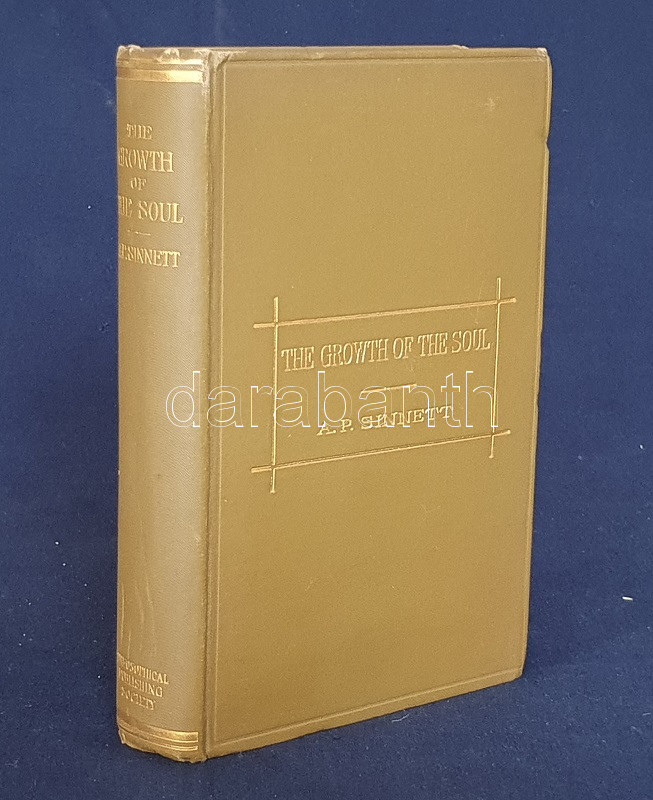 THE
GROWTH
OF
THE SOUL
A.P. SINNETT
THEOSOPHICAL
PUBLISHING
SOCIETY
THE GROWTH OF THE SOUL
A. P. SINNETT
darabanth